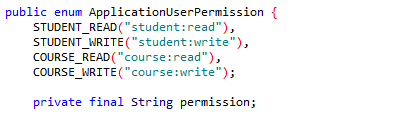 public enum ApplicationUserPermission {
    STUDENT_READ("student:read"),
    STUDENT_WRITE("student:write"),
    COURSE_READ("course:read"),
    COURSE_WRITE("course:write");
    private final String permission;